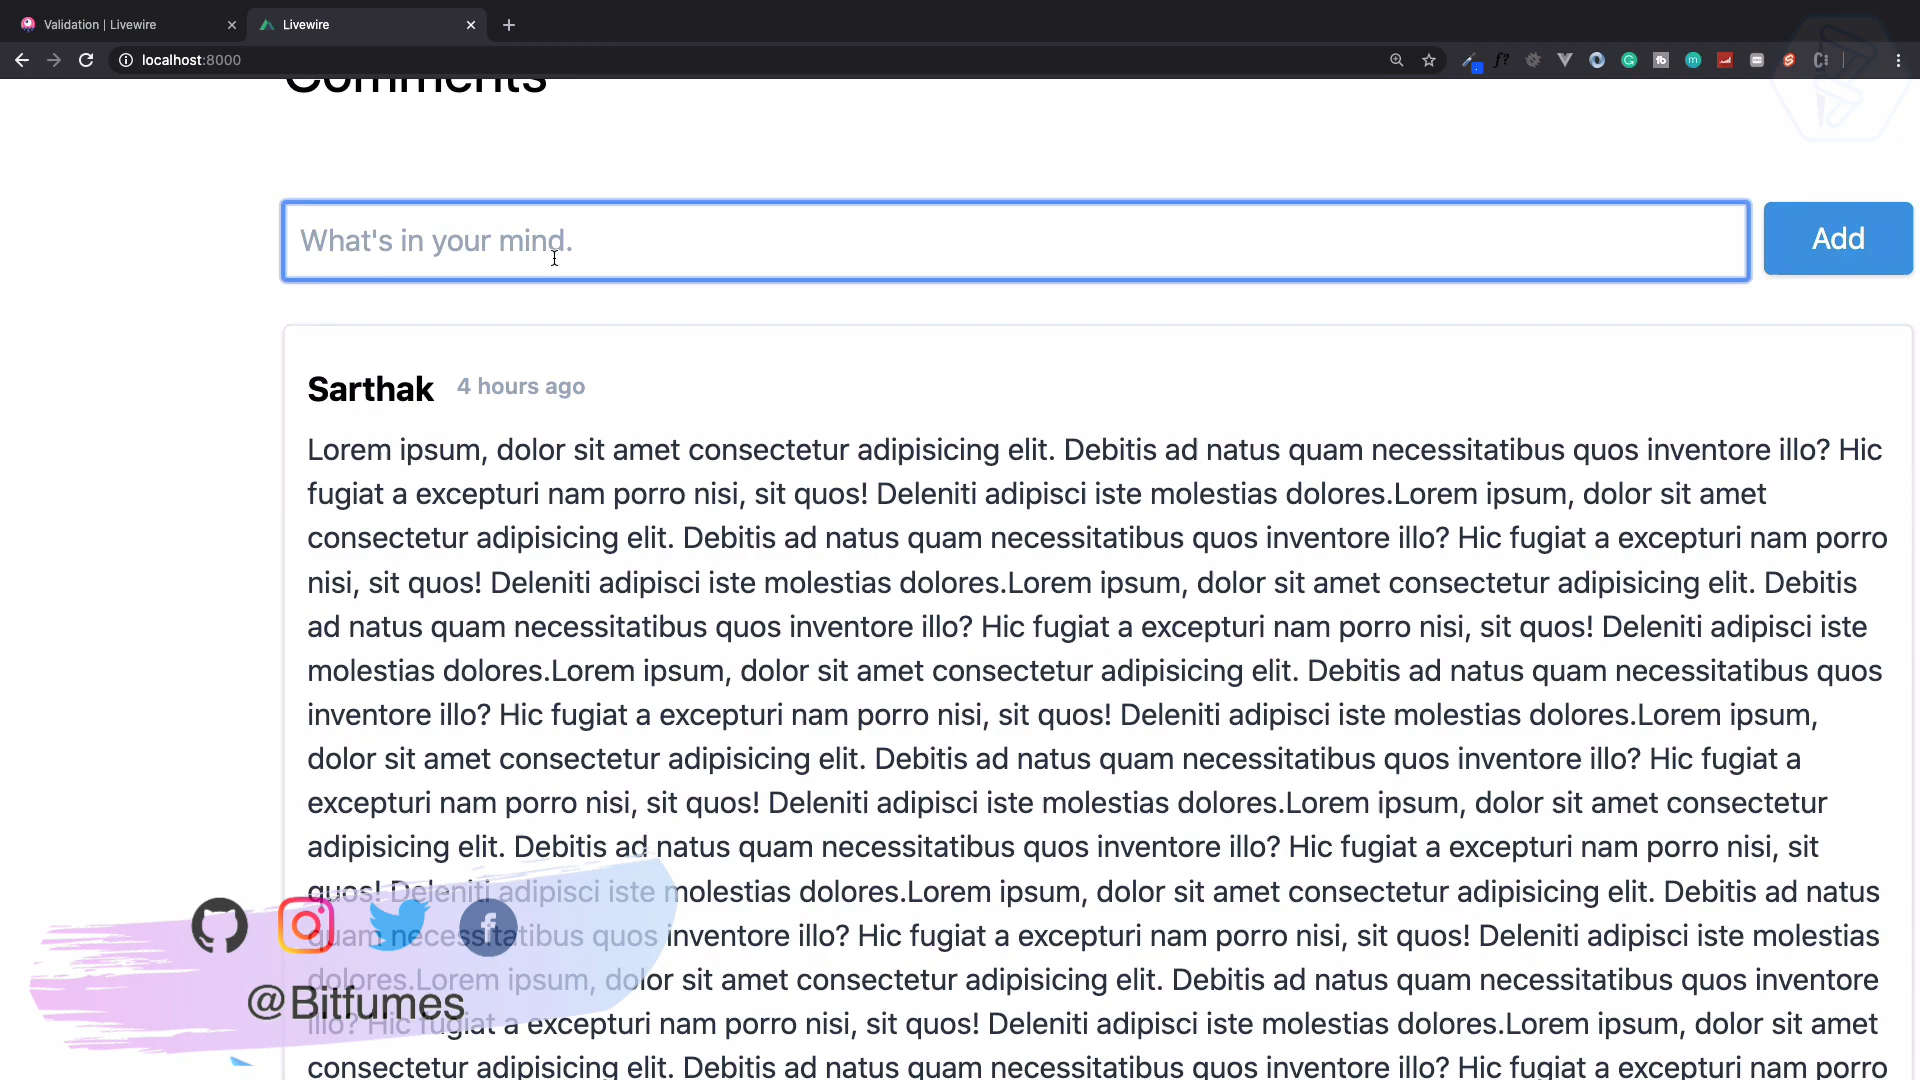 Validation | Livewire
Livewire
localhost:8000
Comments
What's in your mind.
Add
Sarthak 4 hours ago
Lorem ipsum, dolor sit amet consectetur adipisicing elit. Debitis ad natus quam necessitatibus quos inventore illo? Hic
fugiat a excepturi nam porro nisi, sit quos! Deleniti adipisci iste molestias dolores.Lorem ipsum, dolor sit amet
consectetur adipisicing elit. Debitis ad natus quam necessitatibus quos inventore illo? Hic fugiat a excepturi nam porro
nisi, sit quos! Deleniti adipisci iste molestias dolores.Lorem ipsum, dolor sit amet consectetur adipisicing elit. Debitis
ad natus quam necessitatibus quos inventore illo? Hic fugiat a excepturi nam porro nisi, sit quos! Deleniti adipisci iste
molestias dolores.Lorem ipsum, dolor sit amet consectetur adipisicing elit. Debitis ad natus quam necessitatibus quos
inventore illo? Hic fugiat a excepturi nam porro nisi, sit quos! Deleniti adipisci iste molestias dolores.Lorem ipsum,
dolor sit amet consectetur adipisicing elit. Debitis ad natus quam necessitatibus quos inventore illo? Hic fugiat a
excepturi nam porro nisi, sit quos! Deleniti adipisci iste molestias dolores.Lorem ipsum, dolor sit amet consectetur
adipisicing elit. Debitis ad natus quam necessitatibus quos inventore illo? Hic fugiat a excepturi nam porro nisi, sit
quos! Deleniti adipisci iste molestias dolores.Lorem ipsum, dolor sit amet consectetur adipisicing elit. Debitis ad natus
quam necessitatibus quos inventore illo? Hic fugiat a excepturi nam porro nisi, sit quos! Deleniti adipisci iste molestias
dolores.Lorem ipsum, dolor sit amet consectetur adipisicing elit. Debitis ad natus quam necessitatibus quos inventore
illo? Hic fugiat a excepturi nam porro nisi, sit quos! Deleniti adipisci iste molestias dolores.Lorem ipsum, dolor sit amet
consectetur adipisicing elit. Debitis ad natus quam necessitatibus quos inventore illo? Hic fugiat a excepturi nam porro
@Bitfumes